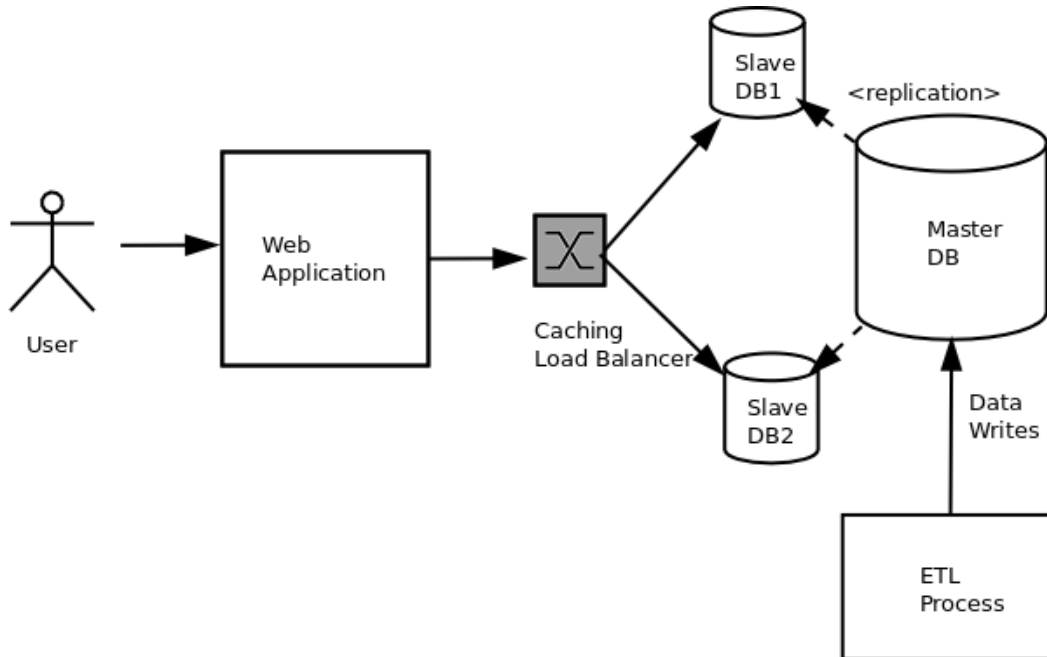 Slave
DB1
<replication>
Web
Application
Master
DB
User
Caching
Load Balancer
Slave
DB2
Data
Writes
ETL
Process